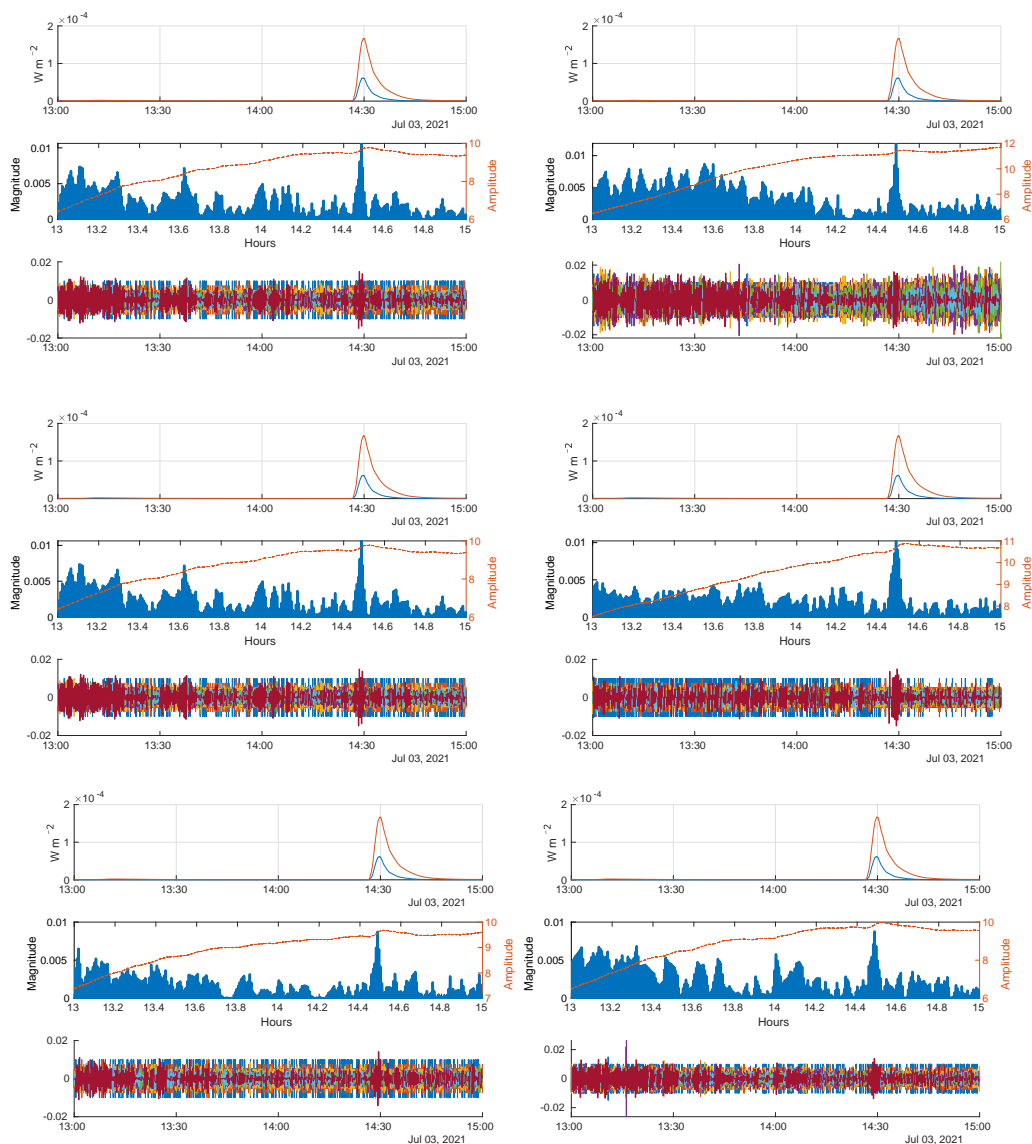 ×10⁻⁴
2
1
0
W m⁻²
13:00 13:30 14:00 14:30 15:00
Jul 03, 2021
0.01
0.005
0
Magnitude
10
8
6
Amplitude
13 13.2 13.4 13.6 13.8 14 14.2 14.4 14.6 14.8 15
Hours
0.02
0
-0.02
13:00 13:30 14:00 14:30 15:00
Jul 03, 2021
×10⁻⁴
2
1
0
W m⁻²
13:00 13:30 14:00 14:30 15:00
Jul 03, 2021
0.01
0.005
0
Magnitude
12
10
8
6
Amplitude
13 13.2 13.4 13.6 13.8 14 14.2 14.4 14.6 14.8 15
Hours
0.02
0
-0.02
13:00 13:30 14:00 14:30 15:00
Jul 03, 2021
×10⁻⁴
2
1
0
W m⁻²
13:00 13:30 14:00 14:30 15:00
Jul 03, 2021
0.01
0.005
0
Magnitude
10
8
6
Amplitude
13 13.2 13.4 13.6 13.8 14 14.2 14.4 14.6 14.8 15
Hours
0.02
0
-0.02
13:00 13:30 14:00 14:30 15:00
Jul 03, 2021
×10⁻⁴
2
1
0
W m⁻²
13:00 13:30 14:00 14:30 15:00
Jul 03, 2021
0.01
0.005
0
Magnitude
11
10
9
8
Amplitude
13 13.2 13.4 13.6 13.8 14 14.2 14.4 14.6 14.8 15
Hours
0.02
0
-0.02
13:00 13:30 14:00 14:30 15:00
Jul 03, 2021
×10⁻⁴
2
1
0
W m⁻²
13:00 13:30 14:00 14:30 15:00
Jul 03, 2021
0.01
0.005
0
Magnitude
10
9
8
7
Amplitude
13 13.2 13.4 13.6 13.8 14 14.2 14.4 14.6 14.8 15
Hours
0.02
0
-0.02
13:00 13:30 14:00 14:30 15:00
Jul 03, 2021
×10⁻⁴
2
1
0
W m⁻²
13:00 13:30 14:00 14:30 15:00
Jul 03, 2021
0.01
0.005
0
Magnitude
10
8
6
Amplitude
13 13.2 13.4 13.6 13.8 14 14.2 14.4 14.6 14.8 15
Hours
0.02
0
-0.02
13:00 13:30 14:00 14:30 15:00
Jul 03, 2021